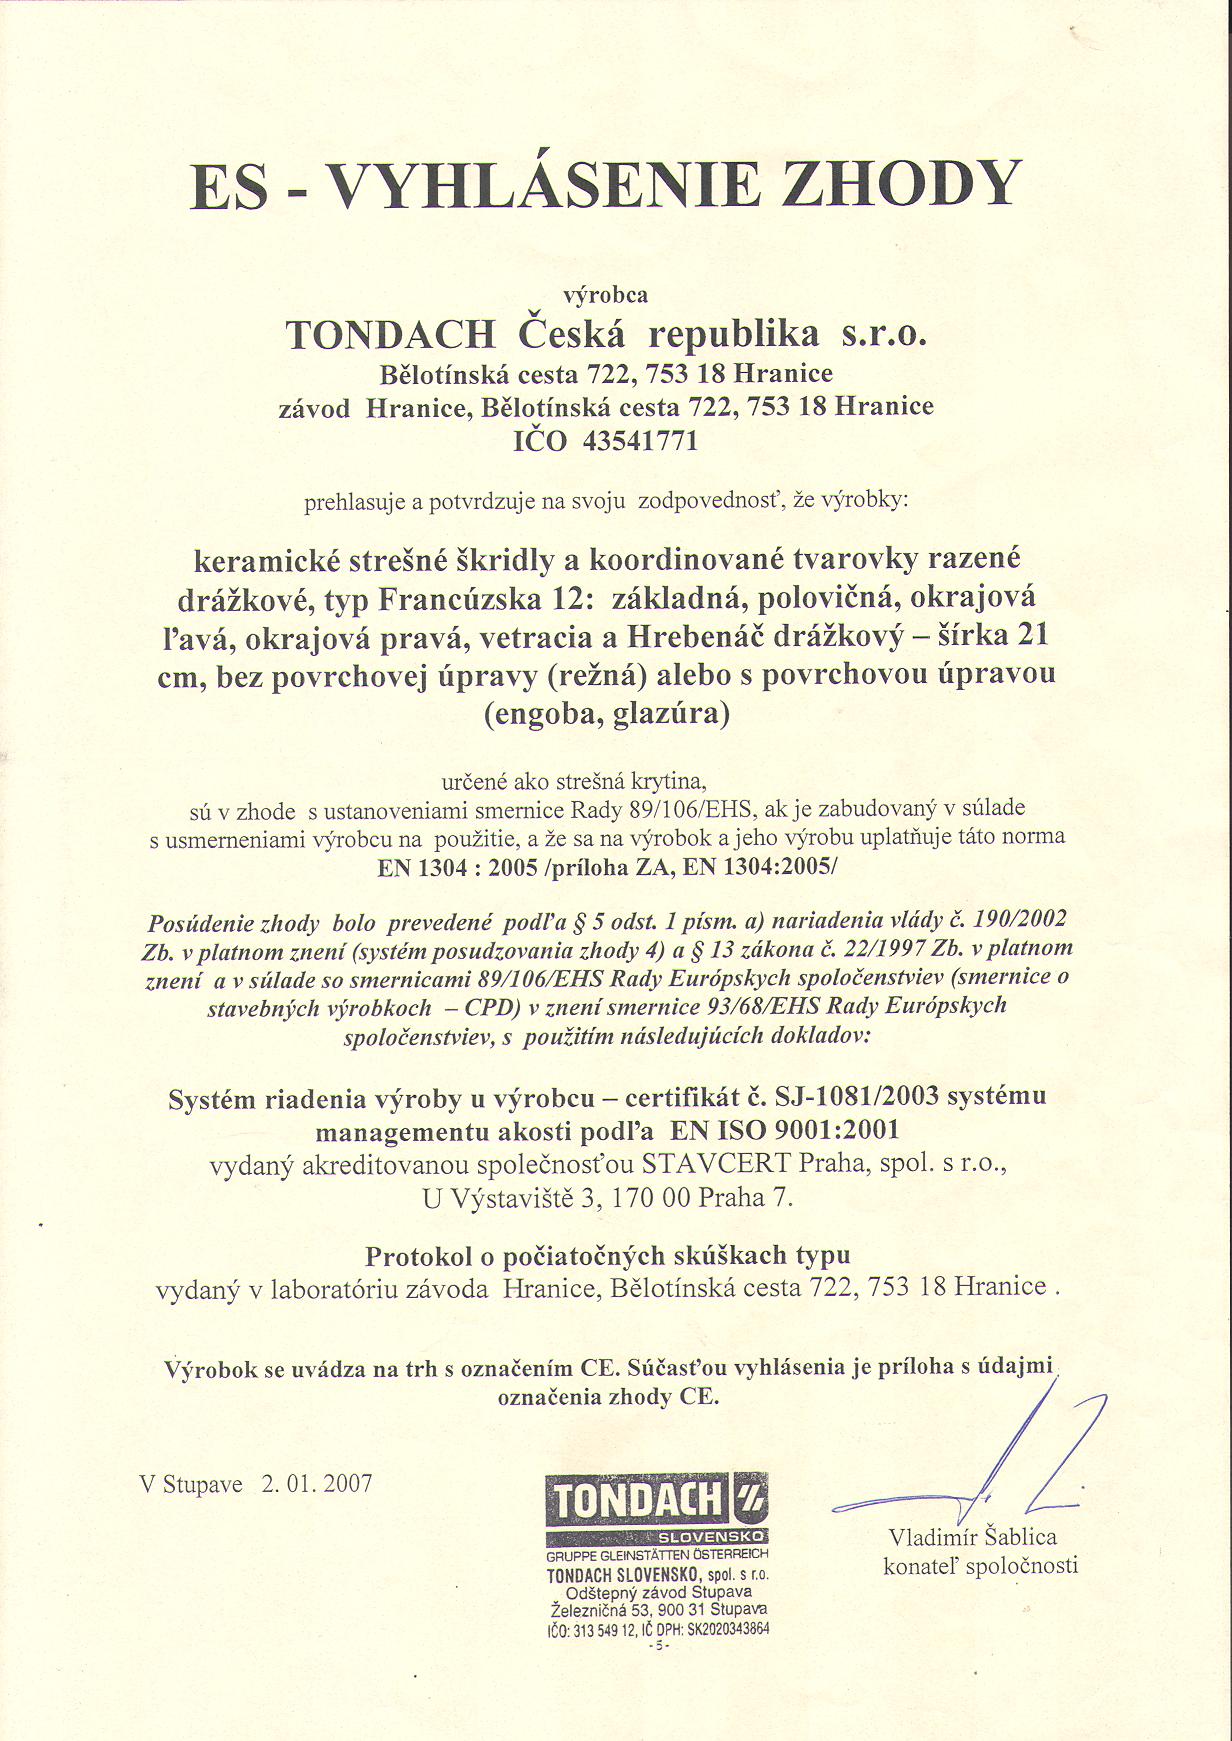 ES - VYHLÁSENIE ZHODY
výrobca
TONDACH Česká republika s.r.o.
Bělotínská cesta 722, 753 18 Hranice
závod Hranice, Bělotínská cesta 722, 753 18 Hranice
IČO 43541771
prehlasuje a potvrdzuje na svoju zodpovednosť, že výrobky:
keramické strešné škridly a koordinované tvarovky razené
drážkové, typ Francúzska 12: základná, polovičná, okrajová
ľavá, okrajová pravá, vetracia a Hrebenáč drážkový – šírka 21
cm, bez povrchovej úpravy (režná) alebo s povrchovou úpravou
(engoba, glazúra)
určené ako strešná krytina,
sú v zhode s ustanoveniami smernice Rady 89/106/EHS, ak je zabudovaný v súlade
s usmerneniami výrobcu na použitie, a že sa na výrobok a jeho výrobu uplatňuje táto norma
EN 1304 : 2005 /príloha ZA, EN 1304:2005/
Posúdenie zhody bolo prevedené podľa § 5 odst. 1 písm. a) nariadenia vlády č. 190/2002
Zb. v platnom znení (systém posudzovania zhody 4) a § 13 zákona č. 22/1997 Zb. v platnom
znení a v súlade so smernicami 89/106/EHS Rady Európskych spoločenstviev (smernice o
stavebných výrobkoch – CPD) v znení smernice 93/68/EHS Rady Európskych
spoločenstviev, s použitím následujúcich dokladov:
Systém riadenia výroby u výrobcu – certifikát č. SJ-1081/2003 systému
managementu akosti podľa EN ISO 9001:2001
vydaný akreditovanou společnosťou STAVCERT Praha, spol. s r.o.,
U Výstaviště 3, 170 00 Praha 7.
Protokol o počiatočných skúškach typu
vydaný v laboratóriu závoda Hranice, Bělotínská cesta 722, 753 18 Hranice .
Výrobok se uvádza na trh s označením CE. Súčasťou vyhlásenia je príloha s údajmi
označenia zhody CE.
V Stupave 2. 01. 2007
TONDACH
SLOVENSKO
GRUPPE GLEINSTÄTTEN ÖSTERREICH
TONDACH SLOVENSKO, spol. s r.o.
Odštepný závod Stupava
Železničná 53, 900 31 Stupava
IČO: 313 549 12, IČ DPH: SK2020343864
- 5 -
Vladimír Šablica
konateľ spoločnosti